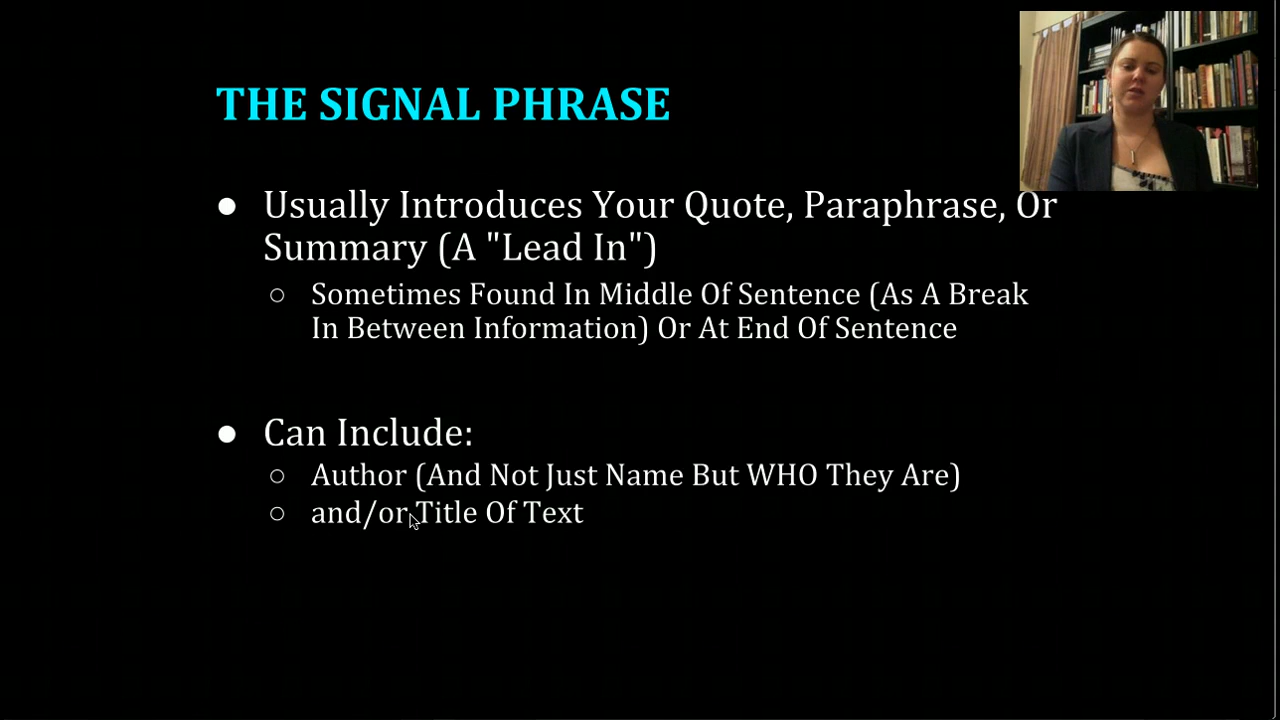 THE SIGNAL PHRASE
● Usually Introduces Your Quote, Paraphrase, Or
Summary (A "Lead In")
○ Sometimes Found In Middle Of Sentence (As A Break
In Between Information) Or At End Of Sentence
● Can Include:
○ Author (And Not Just Name But WHO They Are)
○ and/or Title Of Text